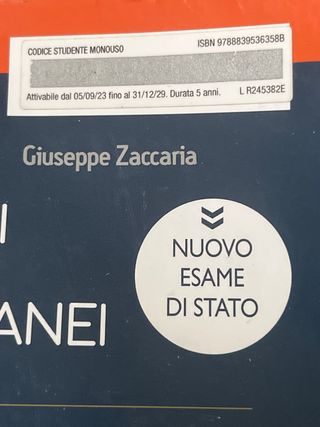 CODICE STUDENTE MONOUSO ISBN 9788839536358B
Attivabile dal 05/09/23 fino al 31/12/29. Durata 5 anni. L R245382E
Giuseppe Zaccaria
I
ANEI
NUOVO
ESAME
DI STATO